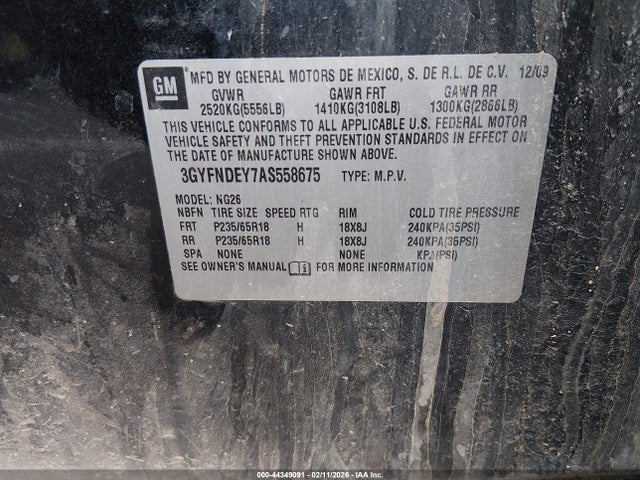 GM
MFD BY GENERAL MOTORS DE MEXICO, S. DE R.L. DE C.V. 12/09
GVWR GAWR FRT GAWR RR
2520KG(5556LB) 1410KG(3108LB) 1300KG(2866LB)
THIS VEHICLE CONFORMS TO ALL APPLICABLE U.S. FEDERAL MOTOR
VEHICLE SAFETY AND THEFT PREVENTION STANDARDS IN EFFECT ON
THE DATE OF MANUFACTURE SHOWN ABOVE.
3GYFNDEY7AS558675 TYPE: M.P.V.
MODEL: NG26
NBFN TIRE SIZE SPEED RTG RIM COLD TIRE PRESSURE
FRT P235/65R18 H 18X8J 240KPA(35PSI)
RR P235/65R18 H 18X8J 240KPA(35PSI)
SPA NONE NONE KPA(PSI)
SEE OWNER'S MANUAL FOR MORE INFORMATION
000-44349091 - 02/11/2026 - IAA Inc.